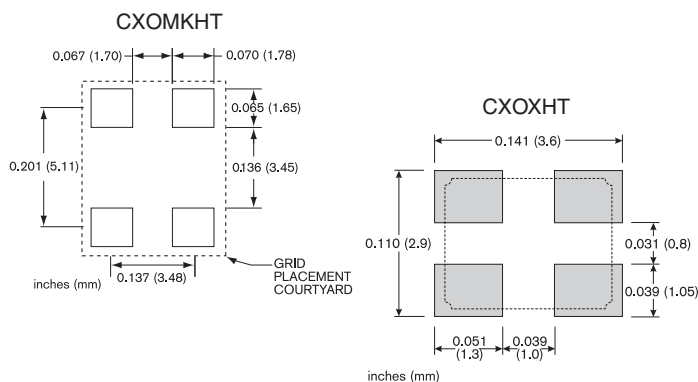 CXOMKHT
0.067 (1.70)
0.070 (1.78)
0.065 (1.65)
0.201 (5.11)
0.136 (3.45)
0.137 (3.48)
GRID
PLACEMENT
COURTYARD
inches (mm)
CXOXHT
0.141 (3.6)
0.110 (2.9)
0.031 (0.8)
0.039 (1.05)
0.051
(1.3)
0.039
(1.0)
inches (mm)